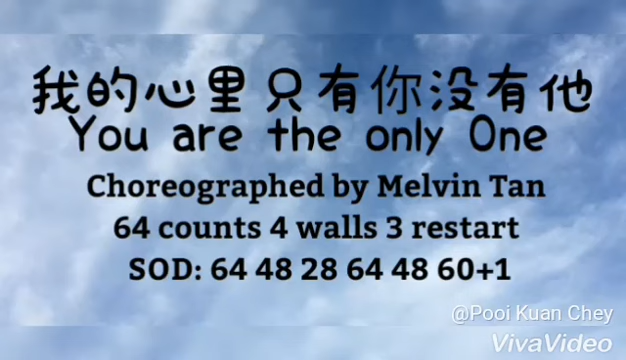 我的心里只有你没有他
You are the only One
Choreographed by Melvin Tan
64 counts 4 walls 3 restart
SOD: 64 48 28 64 48 60+1
@Pooi Kuan Chey
VivaVideo